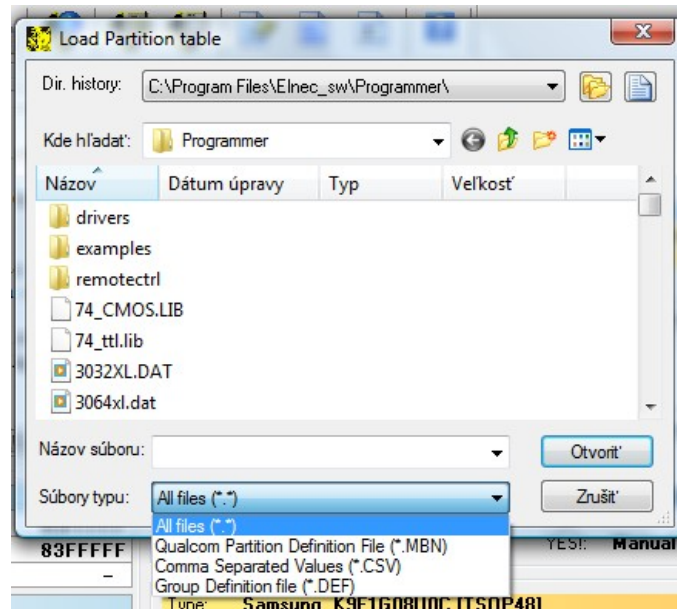 Load Partition table
Dir. history: C:\Program Files\Elnec_sw\Programmer\
Kde hľadať: Programmer
Názov Dátum úpravy Typ Veľkosť
drivers
examples
remotectrl
74_CMOS.LIB
74_ttl.lib
3032XL.DAT
3064xl.dat
Názov súboru: Otvoriť
Súbory typu: All files (*.*) Zrušiť
All files (*.*)
Qualcom Partition Definition File (*.MBN)
Comma Separated Values (*.CSV)
Group Definition file (*.DEF)
83FFFFF YES!: Manual
Type: Samsung K9F1G08U0C [TSOP48]